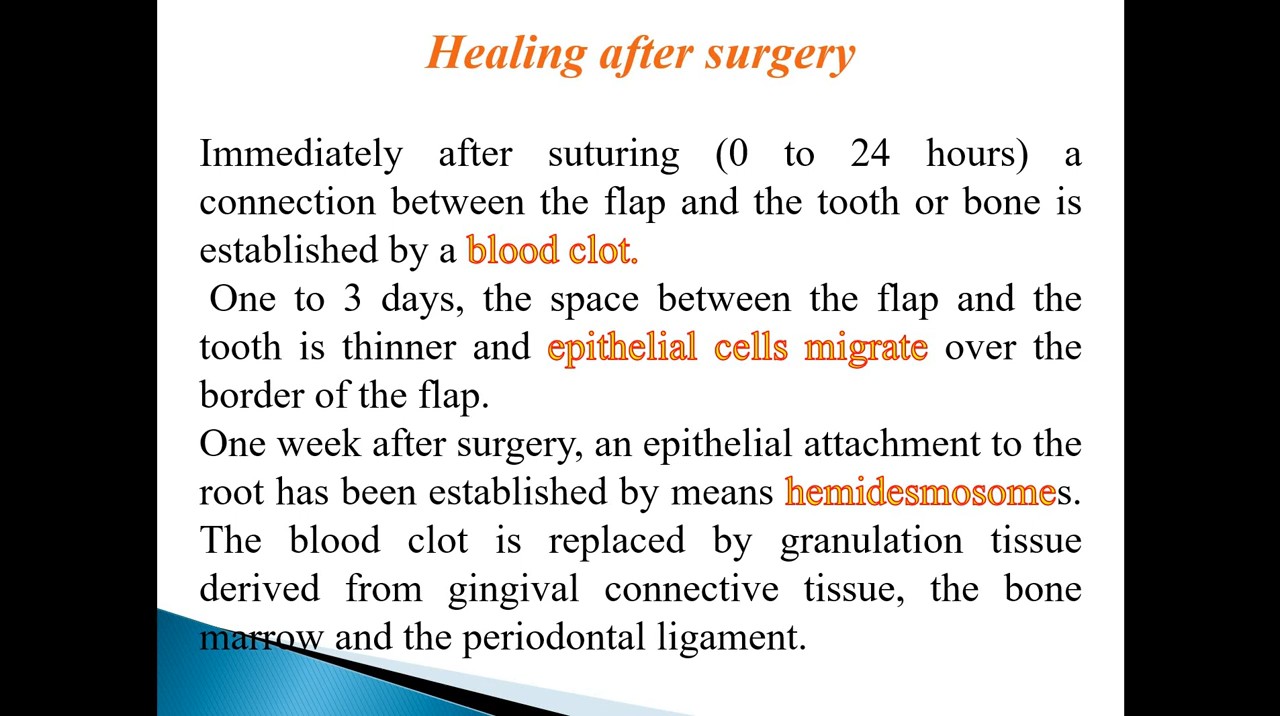 Healing after surgery
Immediately after suturing (0 to 24 hours) a
connection between the flap and the tooth or bone is
established by a blood clot.
One to 3 days, the space between the flap and the
tooth is thinner and epithelial cells migrate over the
border of the flap.
One week after surgery, an epithelial attachment to the
root has been established by means hemidesmosomes.
The blood clot is replaced by granulation tissue
derived from gingival connective tissue, the bone
marrow and the periodontal ligament.